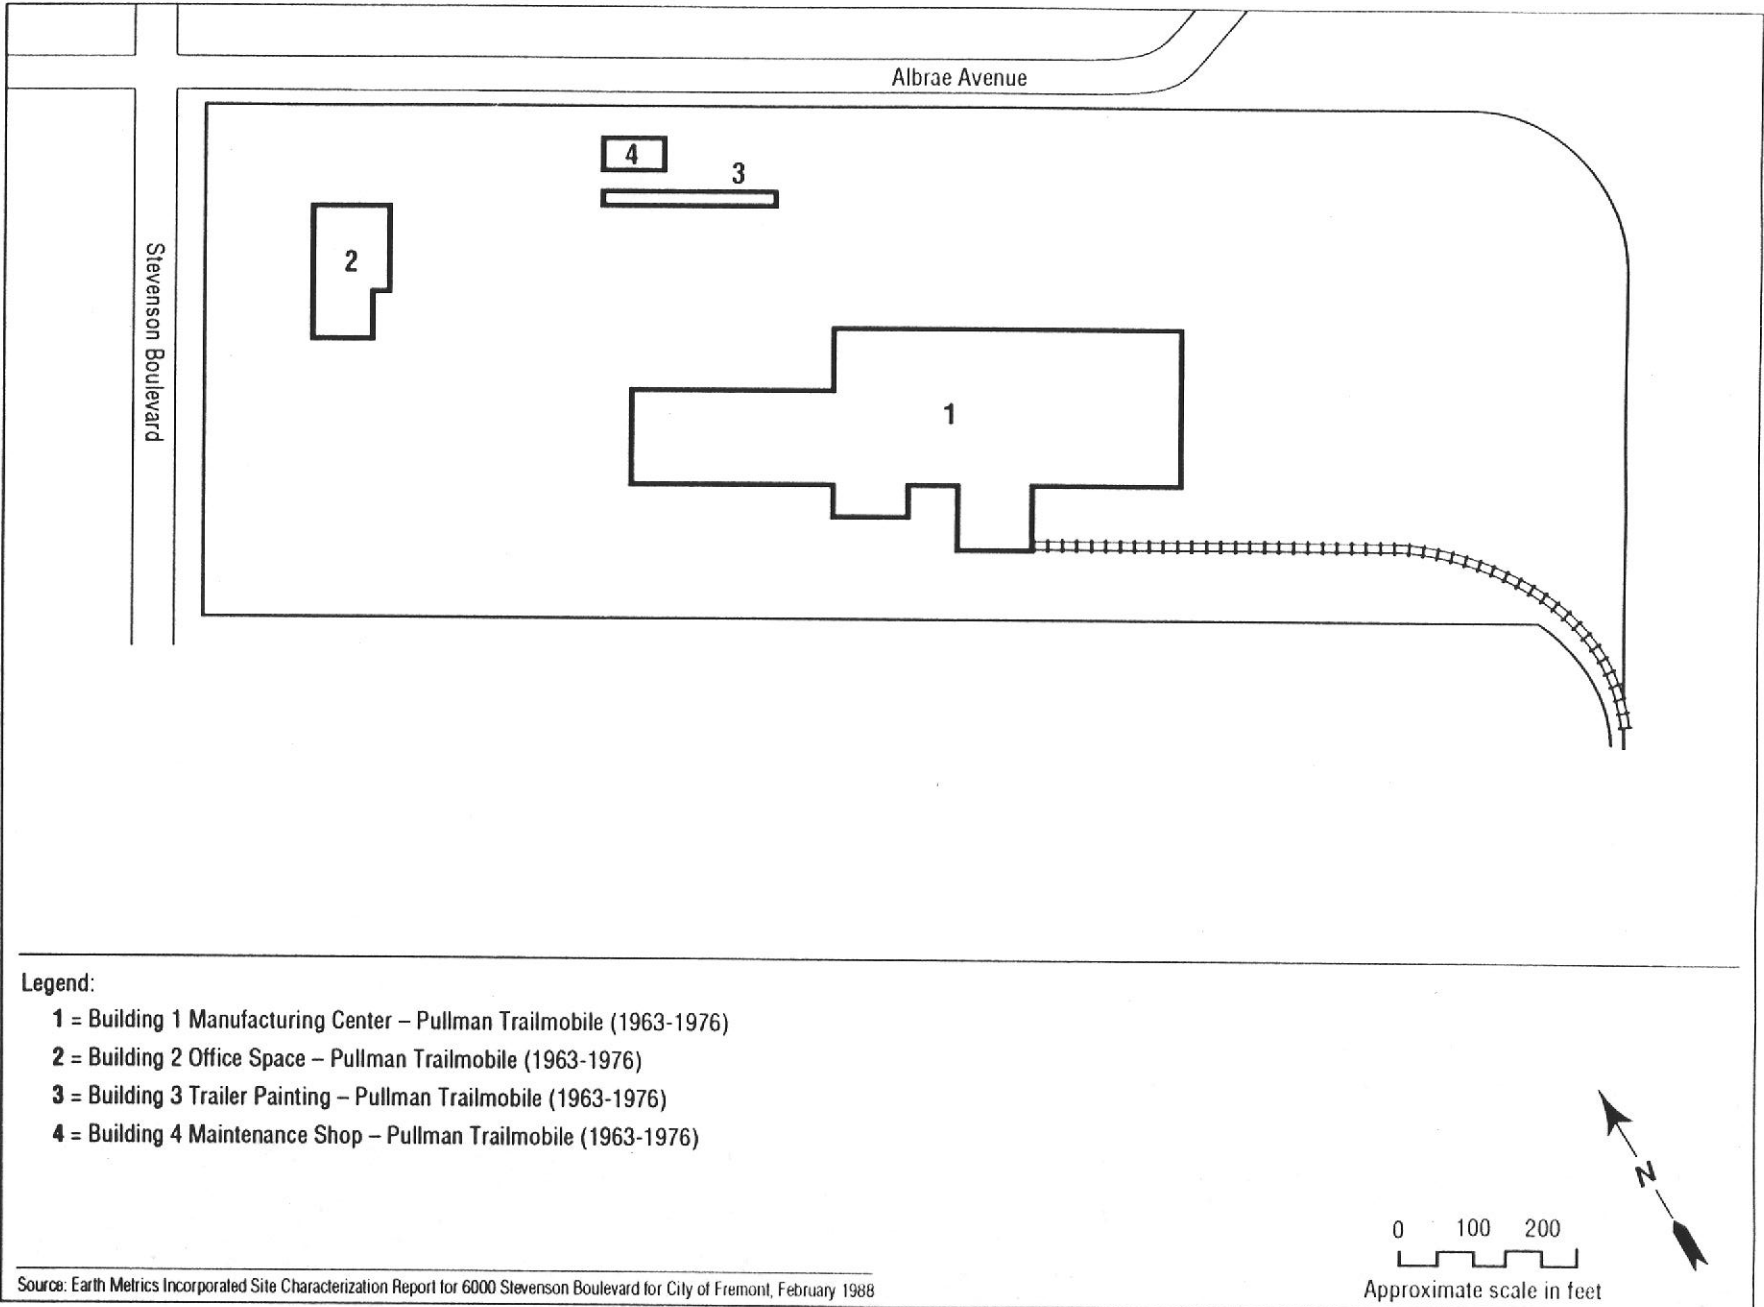 Albrae Avenue
4
3
2
Stevenson Boulevard
1
Legend:
1 = Building 1 Manufacturing Center – Pullman Trailmobile (1963-1976)
2 = Building 2 Office Space – Pullman Trailmobile (1963-1976)
3 = Building 3 Trailer Painting – Pullman Trailmobile (1963-1976)
4 = Building 4 Maintenance Shop – Pullman Trailmobile (1963-1976)
N
0 100 200
Approximate scale in feet
Source: Earth Metrics Incorporated Site Characterization Report for 6000 Stevenson Boulevard for City of Fremont, February 1988